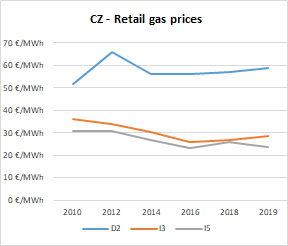 CZ - Retail gas prices
70 €/MWh
60 €/MWh
50 €/MWh
40 €/MWh
30 €/MWh
20 €/MWh
10 €/MWh
0 €/MWh
2010 2012 2014 2016 2018 2019
D2 I3 I5